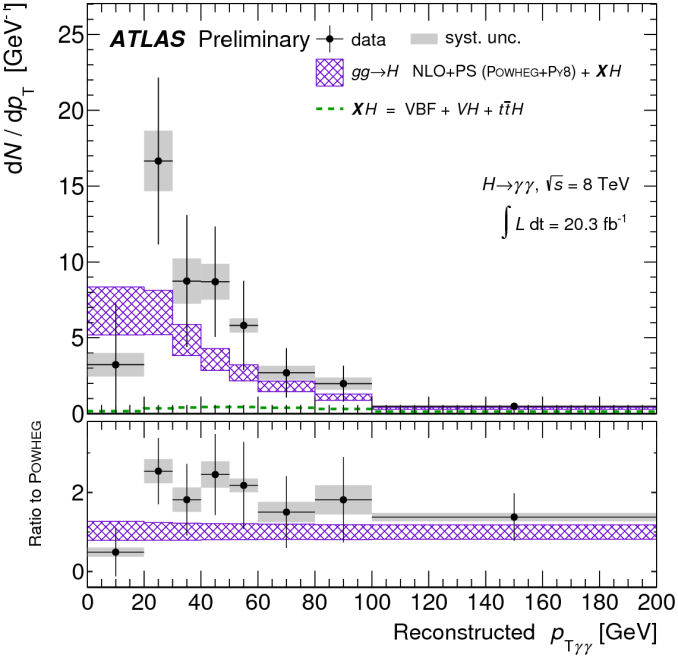 ATLAS Preliminary
data
syst. unc.
gg→H NLO+PS (POWHEG+PY8) + XH
XH = VBF + VH + tt̄H
H→γγ, √s = 8 TeV
∫ L dt = 20.3 fb⁻¹
dN / dp_T [GeV⁻¹]
25
20
15
10
5
0
Ratio to POWHEG
2
0
0 20 40 60 80 100 120 140 160 180 200
Reconstructed p_Tγγ [GeV]